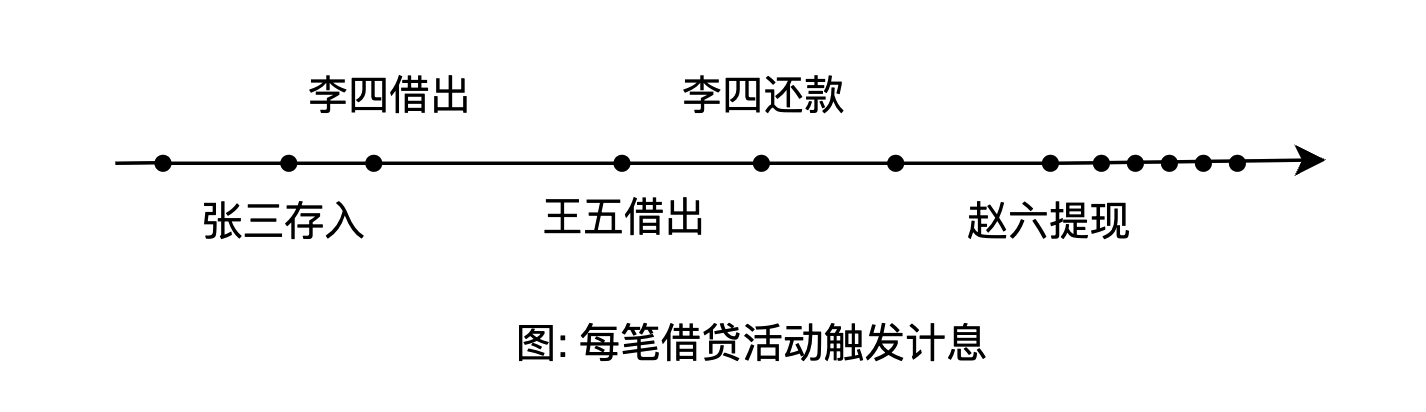 李四借出
李四还款
张三存入
王五借出
赵六提现
图: 每笔借贷活动触发计息